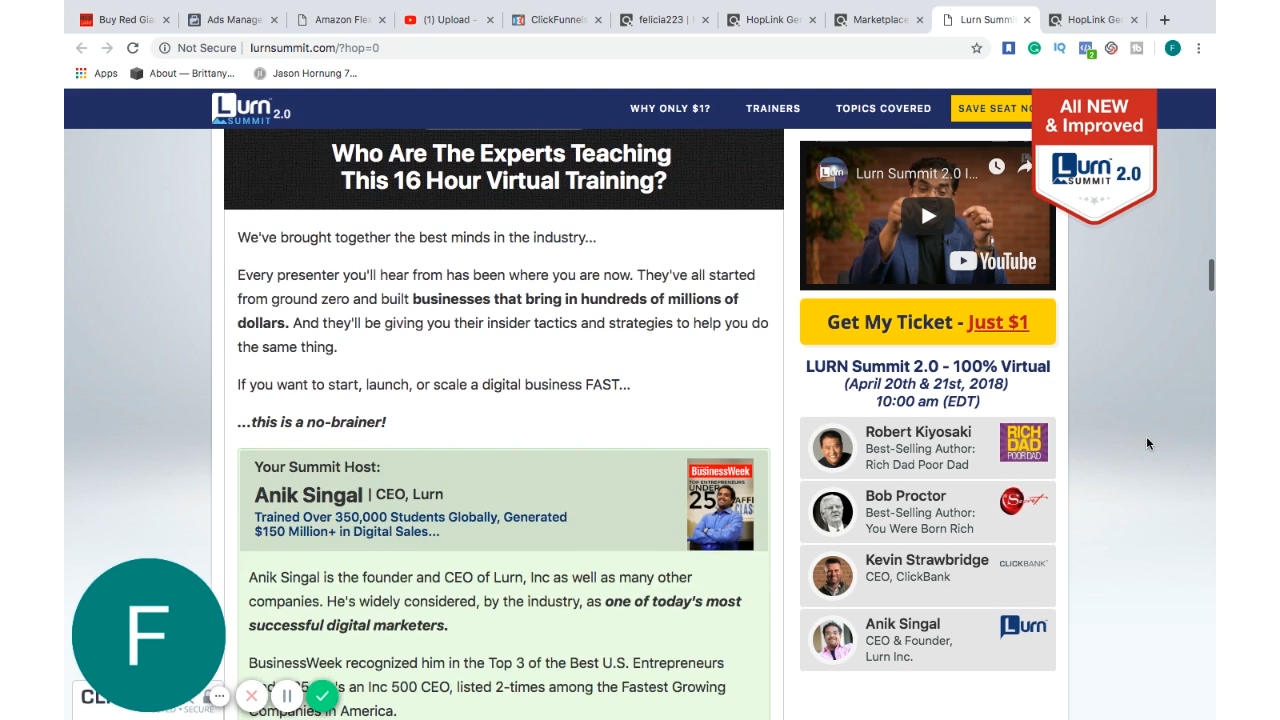 Buy Red Gia
Ads Manage
Amazon Fle
(1) Upload -
ClickFunnel
felicia223 |
HopLink Ge
Marketplace
Lurn Summi
HopLink Ge
Not Secure | lurnsummit.com/?hop=0
IQ
2
F
Apps
About — Brittany...
Jason Hornung 7...
Lurn SUMMIT 2.0
WHY ONLY $1?
TRAINERS
TOPICS COVERED
SAVE SEAT NO
All NEW
& Improved
Lurn SUMMIT 2.0
Who Are The Experts Teaching
This 16 Hour Virtual Training?
We've brought together the best minds in the industry...
Every presenter you'll hear from has been where you are now. They've all started
from ground zero and built businesses that bring in hundreds of millions of
dollars. And they'll be giving you their insider tactics and strategies to help you do
the same thing.
If you want to start, launch, or scale a digital business FAST...
...this is a no-brainer!
Your Summit Host:
Anik Singal | CEO, Lurn
Trained Over 350,000 Students Globally, Generated
$150 Million+ in Digital Sales...
BusinessWeek
TOP ENTREPRENEURS
UNDER
25
Anik Singal is the founder and CEO of Lurn, Inc as well as many other
companies. He's widely considered, by the industry, as one of today's most
successful digital marketers.
BusinessWeek recognized him in the Top 3 of the Best U.S. Entrepreneurs
an Inc 500 CEO, listed 2-times among the Fastest Growing
Companies in America.
Lurn Summit 2.0 I...
YouTube
Get My Ticket - Just $1
LURN Summit 2.0 - 100% Virtual
(April 20th & 21st, 2018)
10:00 am (EDT)
Robert Kiyosaki
Best-Selling Author:
Rich Dad Poor Dad
RICH
DAD
POOR DAD
Bob Proctor
Best-Selling Author:
You Were Born Rich
Secret
Kevin Strawbridge
CEO, ClickBank
CLICKBANK
Anik Singal
CEO & Founder,
Lurn Inc.
Lurn
F
CL
SECURE